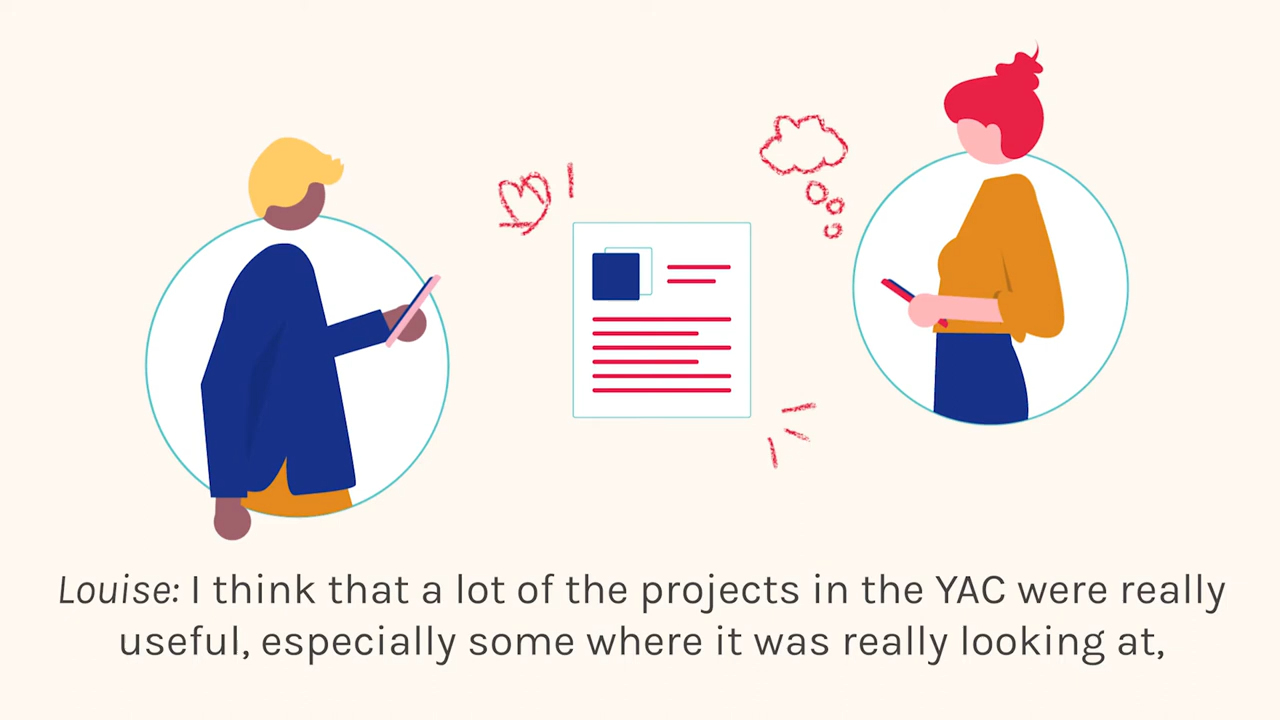 Louise: I think that a lot of the projects in the YAC were really
useful, especially some where it was really looking at,